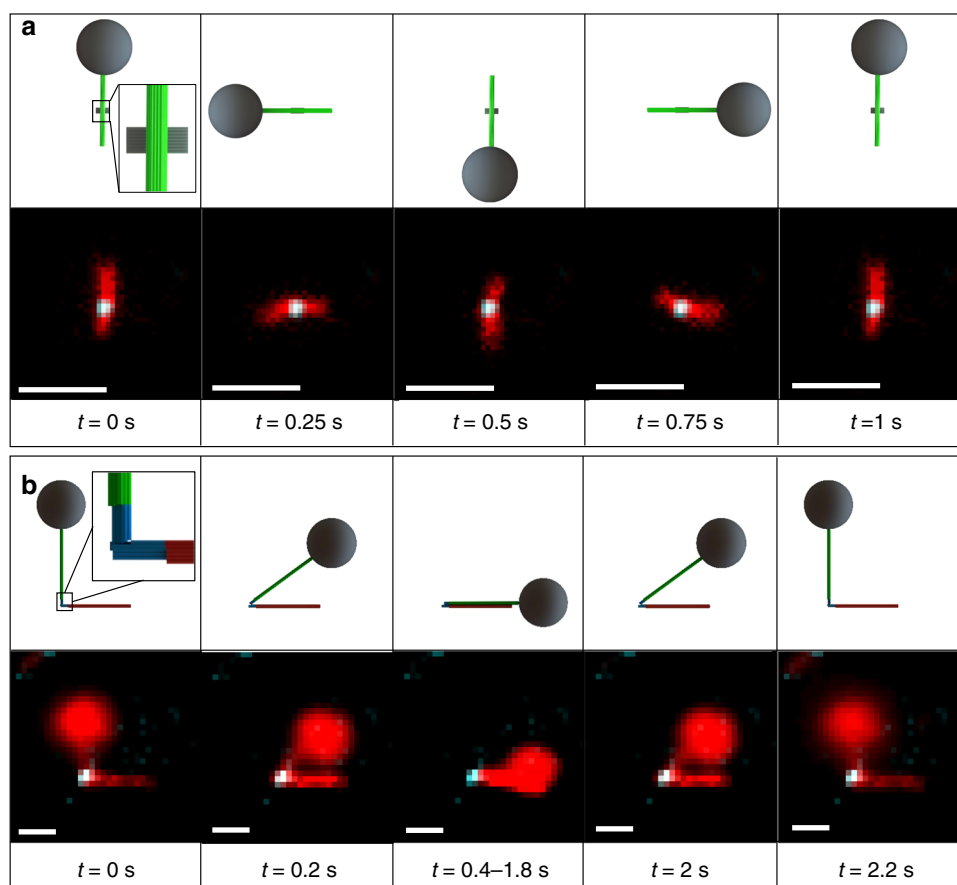 a
t = 0 s t = 0.25 s t = 0.5 s t = 0.75 s t =1 s
b
t = 0 s t = 0.2 s t = 0.4–1.8 s t = 2 s t = 2.2 s